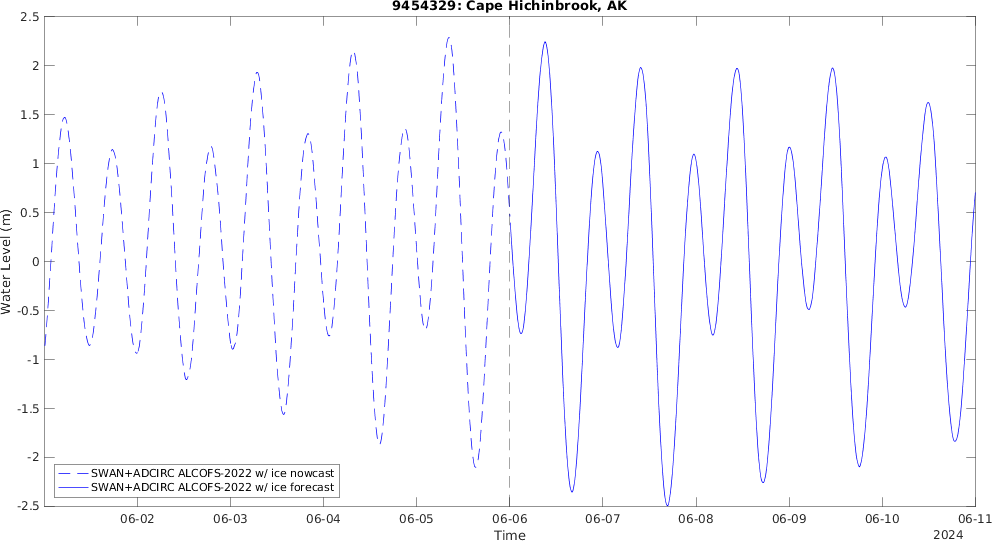 9454329: Cape Hichinbrook, AK
2.5
2
1.5
1
0.5
0
-0.5
-1
-1.5
-2
-2.5
Water Level (m)
SWAN+ADCIRC ALCOFS-2022 w/ ice nowcast
SWAN+ADCIRC ALCOFS-2022 w/ ice forecast
06-02 06-03 06-04 06-05 06-06 06-07 06-08 06-09 06-10 06-11
Time
2024